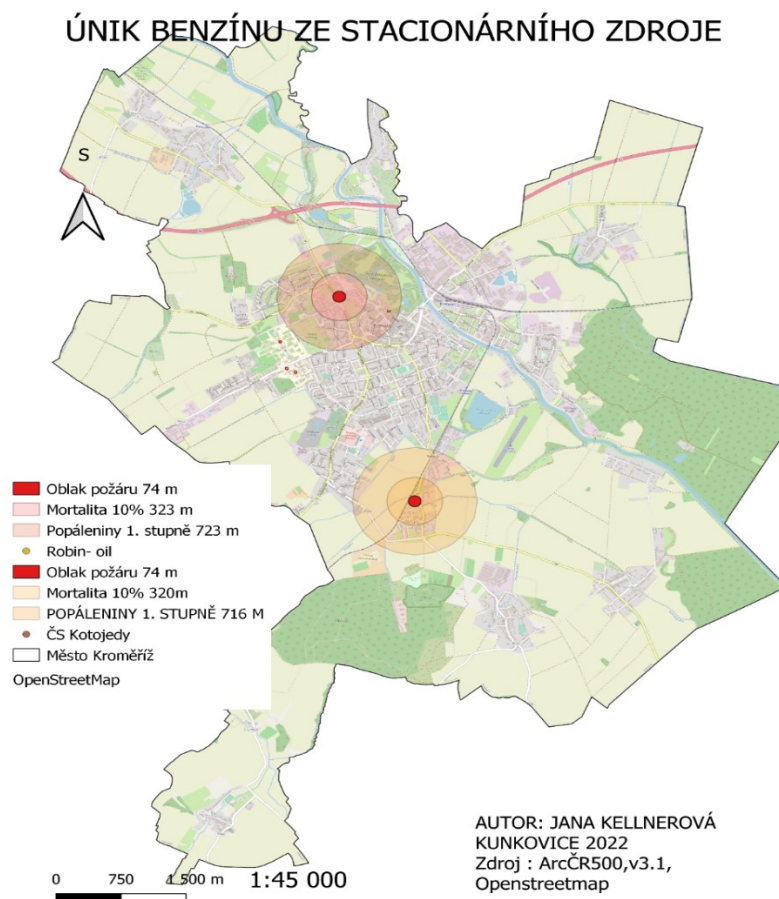 ÚNIK BENZÍNU ZE STACIONÁRNÍHO ZDROJE
S
Oblak požáru 74 m
Mortalita 10% 323 m
Popáleniny 1. stupně 723 m
Robin- oil
Oblak požáru 74 m
Mortalita 10% 320m
POPÁLENINY 1. STUPNĚ 716 M
ČS Kotojedy
Město Kroměříž
OpenStreetMap
AUTOR: JANA KELLNEROVÁ
KUNKOVICE 2022
Zdroj : ArcČR500,v3.1,
Openstreetmap
0 750 1 500 m 1:45 000